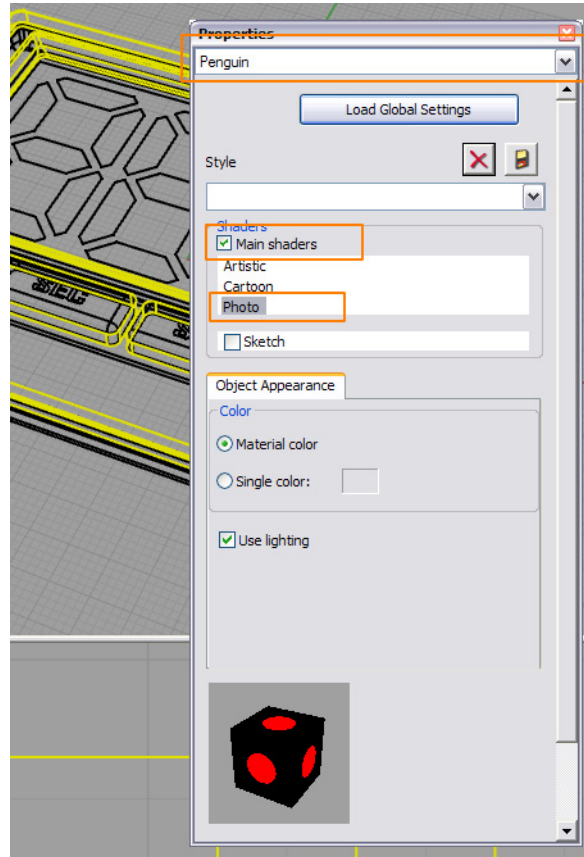 Properties
Penguin
Load Global Settings
Style
Shaders
Main shaders
Artistic
Cartoon
Photo
Sketch
Object Appearance
Color
Material color
Single color:
Use lighting
SEC